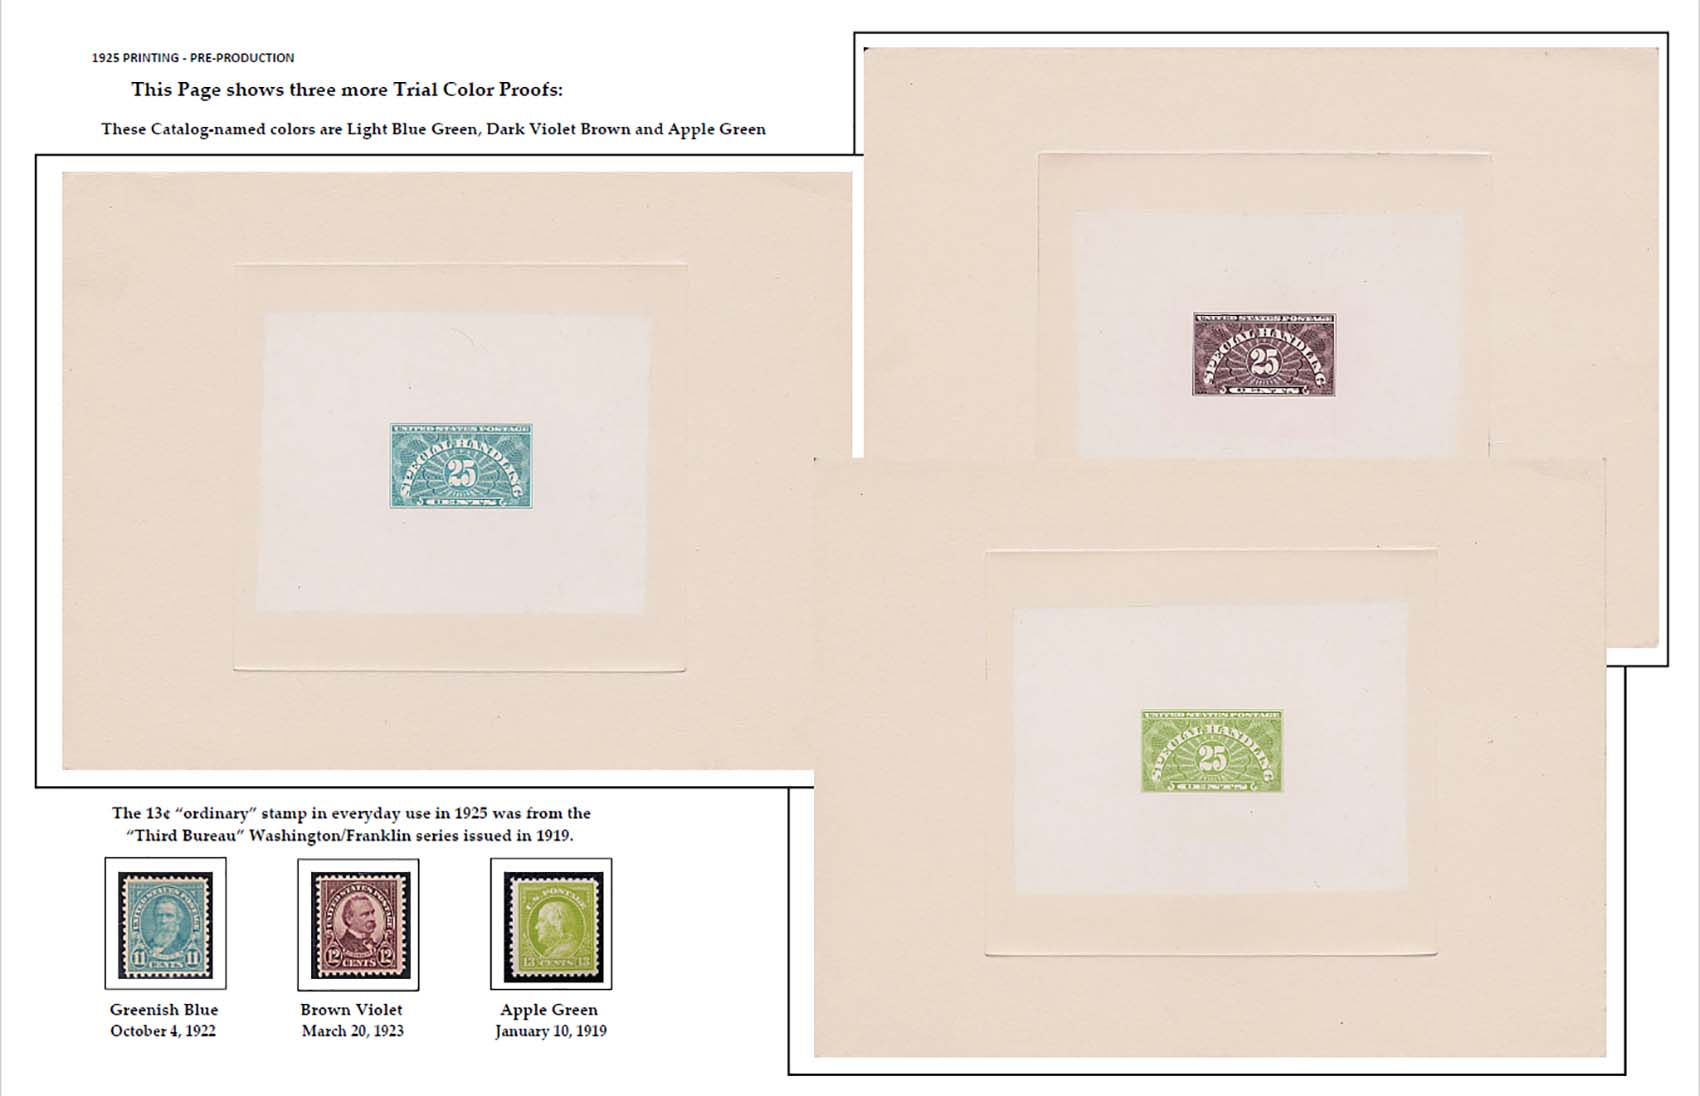 1925 PRINTING - PRE-PRODUCTION
This Page shows three more Trial Color Proofs:
These Catalog-named colors are Light Blue Green, Dark Violet Brown and Apple Green
UNITED STATES POSTAGE
SPECIAL HANDLING
25
CENTS
UNITED STATES POSTAGE
SPECIAL HANDLING
25
CENTS
UNITED STATES POSTAGE
SPECIAL HANDLING
25
CENTS
The 13¢ “ordinary” stamp in everyday use in 1925 was from the
“Third Bureau” Washington/Franklin series issued in 1919.
UNITED STATES POSTAGE
11 11
CENTS
UNITED STATES POSTAGE
12 12
CENTS
U.S. POSTAGE
13 CENTS 13
Greenish Blue
October 4, 1922
Brown Violet
March 20, 1923
Apple Green
January 10, 1919